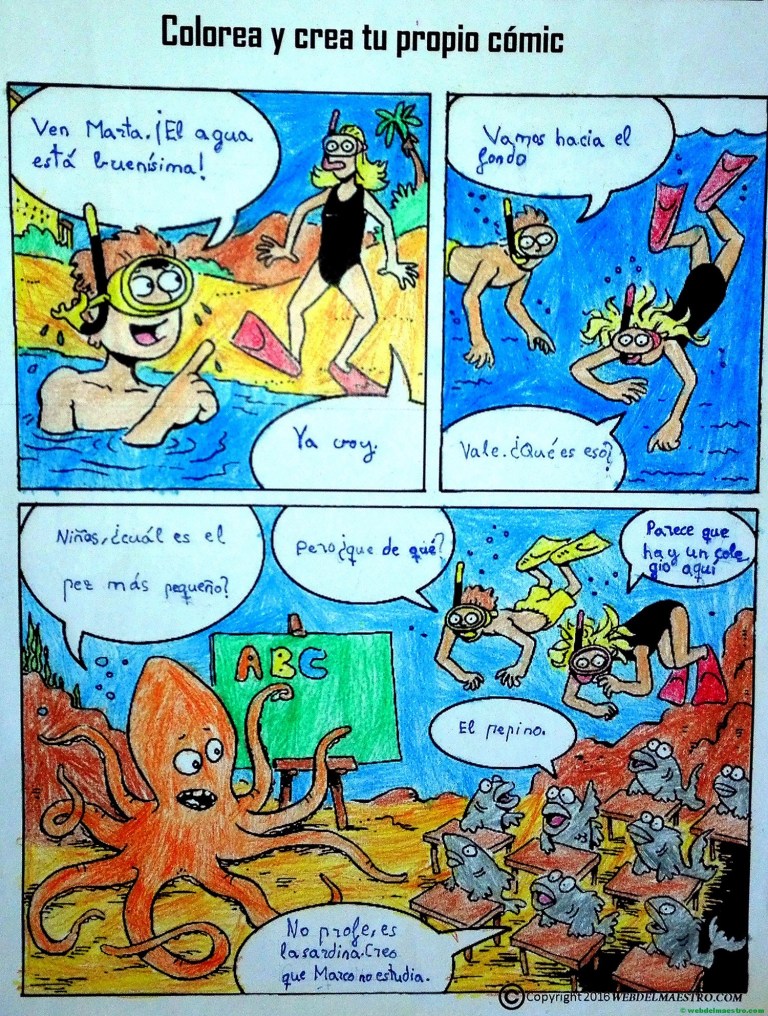 Colorea y crea tu propio cómic
Ven Marta. ¡El agua
está buenísima!
Ya voy.
Vamos hacia el
fondo
Vale. ¿Qué es eso?
Niños, ¿cuál es el
pez más pequeño?
Pero ¿que de qué?
Parece que
hay un cole
gio aquí
ABC
El pepino.
No profe, es
la sardina. Creo
que Marco no estudia.
©Copyright 2016 WEBDELMAESTRO.COM
© webdelmaestro.com